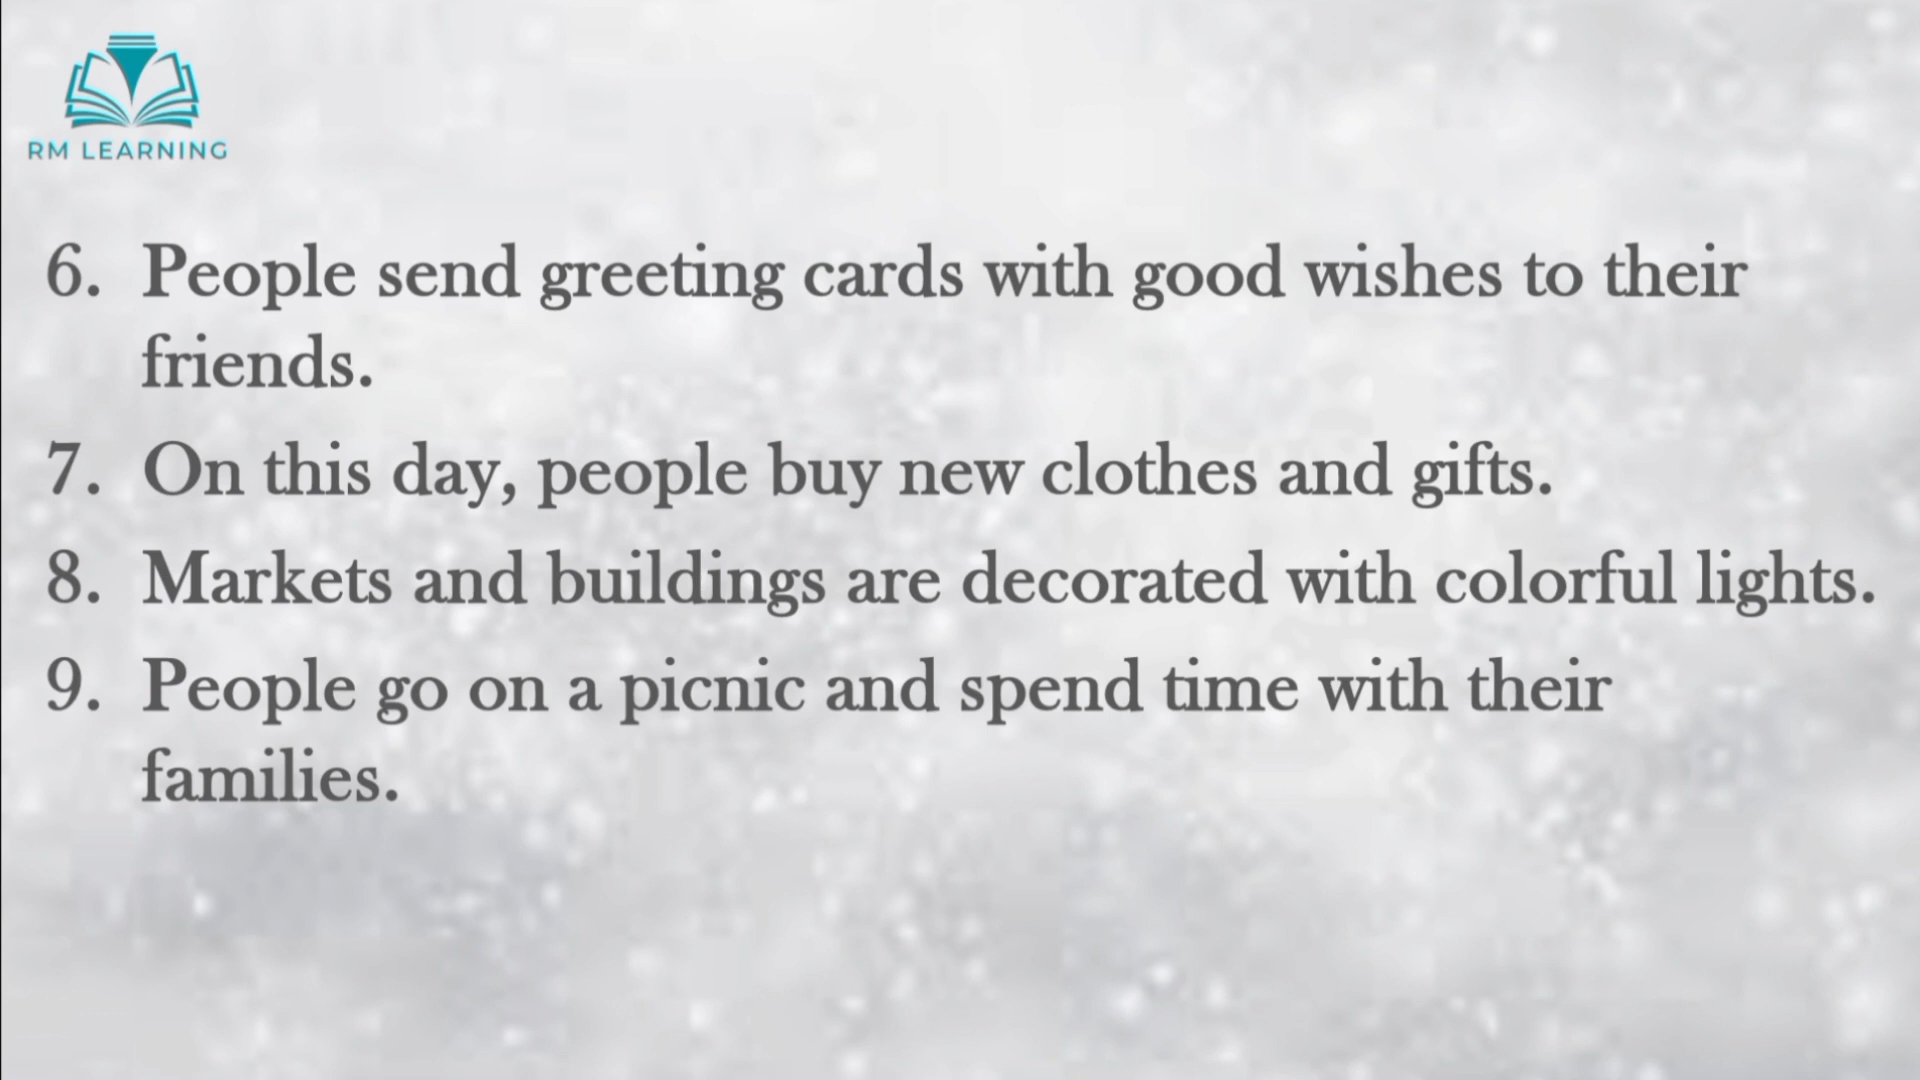 RM LEARNING
6. People send greeting cards with good wishes to their
friends.
7. On this day, people buy new clothes and gifts.
8. Markets and buildings are decorated with colorful lights.
9. People go on a picnic and spend time with their
families.